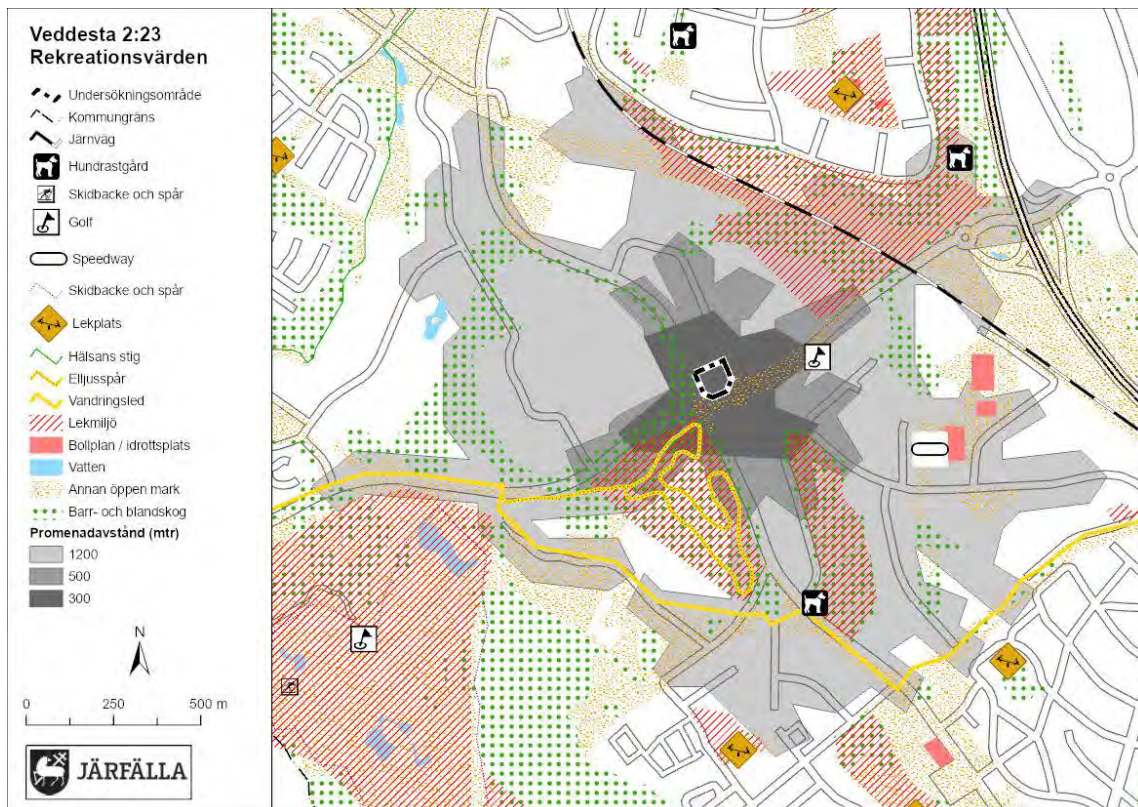 Veddesta 2:23
Rekreationsvärden
Undersökningsområde
Kommungräns
Järnväg
Hundrastgård
Skidbacke och spår
Golf
Speedway
Skidbacke och spår
Lekplats
Hälsans stig
Elljusspår
Vandringsled
Lekmiljö
Bollplan / idrottsplats
Vatten
Annan öppen mark
Barr- och blandskog
Promenadavstånd (mtr)
1200
500
300
N
0 250 500 m
JÄRFÄLLA